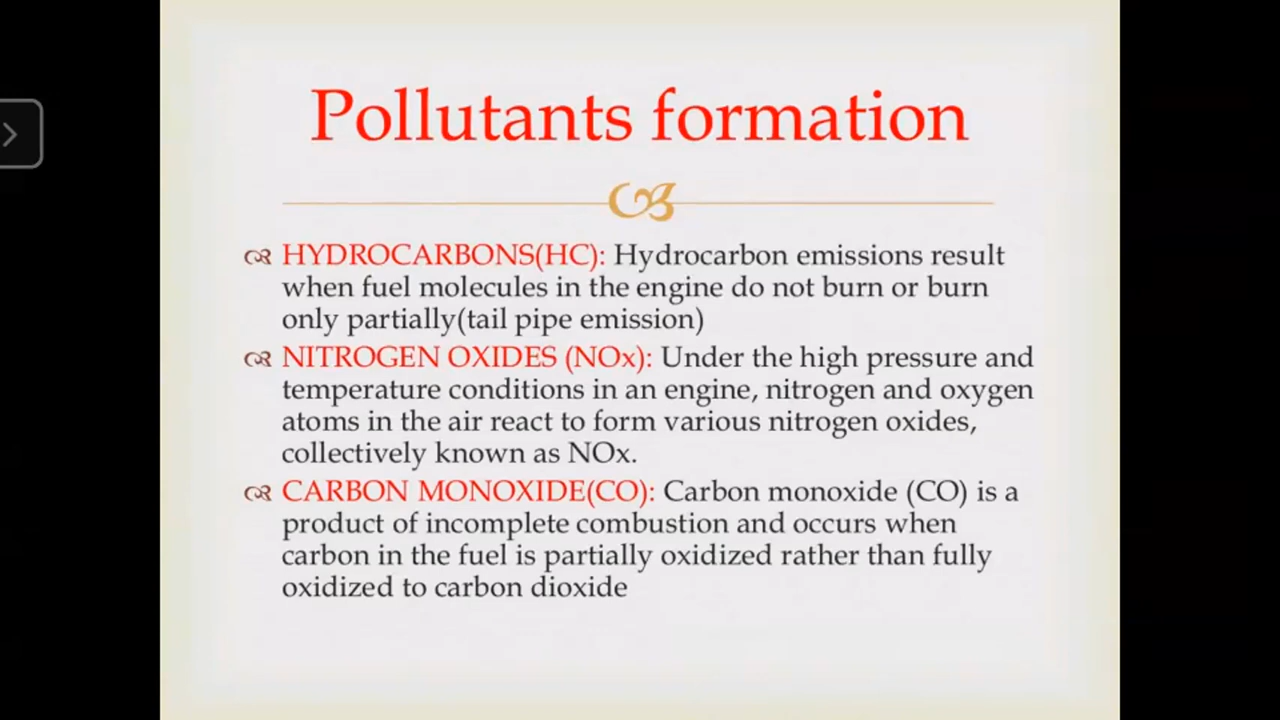 Pollutants formation
HYDROCARBONS(HC): Hydrocarbon emissions result
when fuel molecules in the engine do not burn or burn
only partially(tail pipe emission)
NITROGEN OXIDES (NOx): Under the high pressure and
temperature conditions in an engine, nitrogen and oxygen
atoms in the air react to form various nitrogen oxides,
collectively known as NOx.
CARBON MONOXIDE(CO): Carbon monoxide (CO) is a
product of incomplete combustion and occurs when
carbon in the fuel is partially oxidized rather than fully
oxidized to carbon dioxide